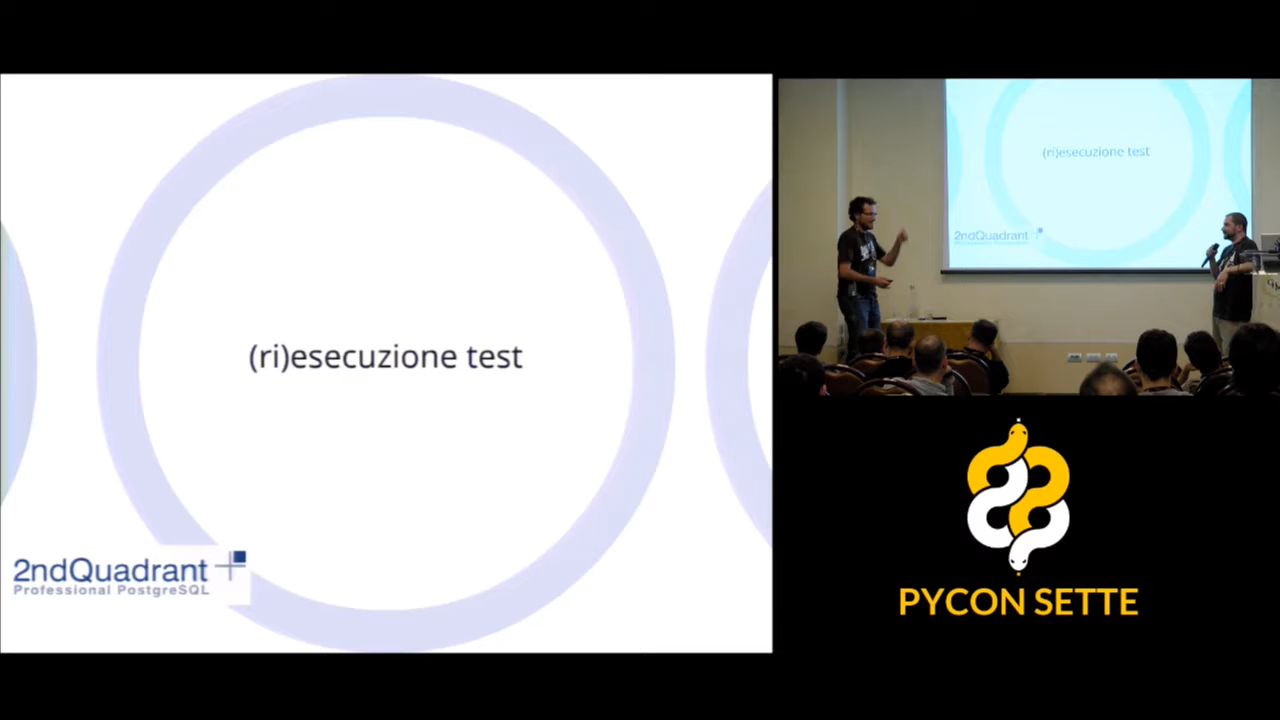 (ri)esecuzione test
2ndQuadrant
Professional PostgreSQL
(ri)esecuzione test
2ndQuadrant
PYCON SETTE